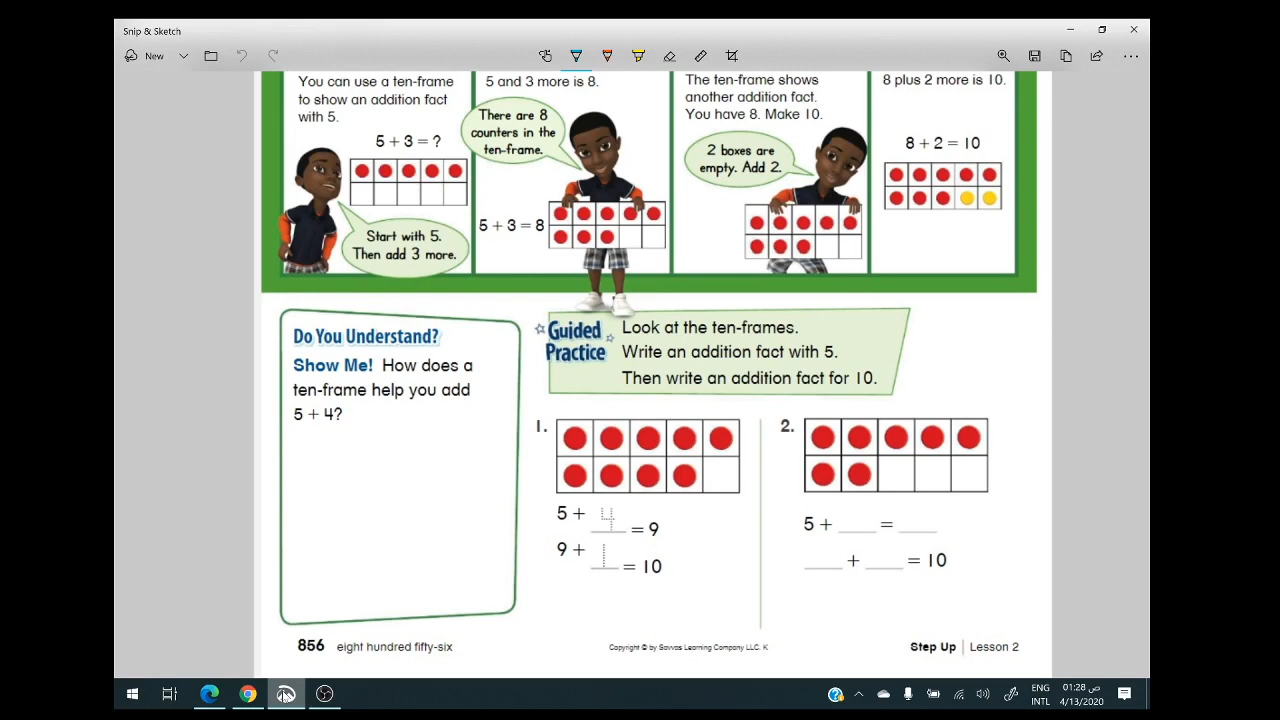 Snip & Sketch
New
You can use a ten-frame
to show an addition fact
with 5.
5 + 3 = ?
Start with 5.
Then add 3 more.
5 and 3 more is 8.
There are 8
counters in the
ten-frame.
5 + 3 = 8
The ten-frame shows
another addition fact.
You have 8. Make 10.
2 boxes are
empty. Add 2.
8 plus 2 more is 10.
8 + 2 = 10
Do You Understand?
Show Me! How does a
ten-frame help you add
5 + 4?
Guided
Practice
Look at the ten-frames.
Write an addition fact with 5.
Then write an addition fact for 10.
1.
5 + 4 = 9
9 + 1 = 10
2.
5 + ___ = ___
___ + ___ = 10
856 eight hundred fifty-six
Copyright © by Savvas Learning Company LLC. K
Step Up | Lesson 2
ENG
INTL
01:28 ص
4/13/2020